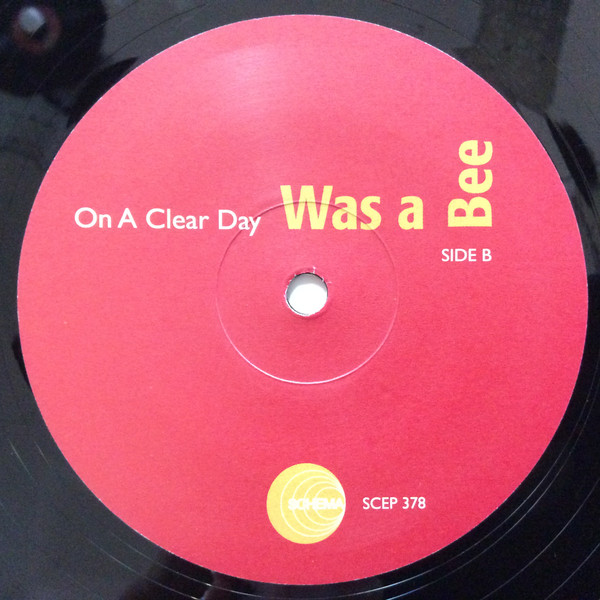 On A Clear Day Was a Bee
SIDE B
SCHEMA SCEP 378